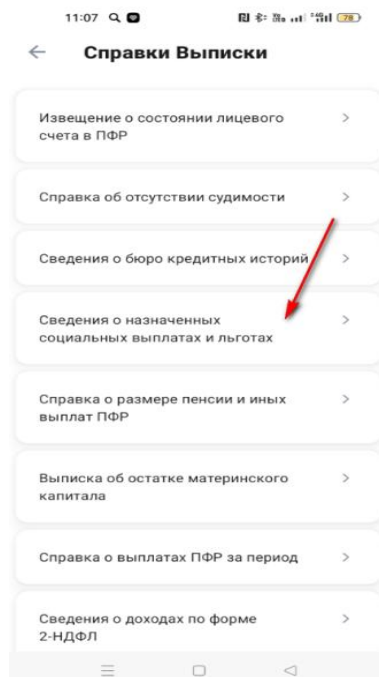 11:07
78
Справки Выписки
Извещение о состоянии лицевого
счета в ПФР
Справка об отсутствии судимости
Сведения о бюро кредитных историй
Сведения о назначенных
социальных выплатах и льготах
Справка о размере пенсии и иных
выплат ПФР
Выписка об остатке материнского
капитала
Справка о выплатах ПФР за период
Сведения о доходах по форме
2-НДФЛ